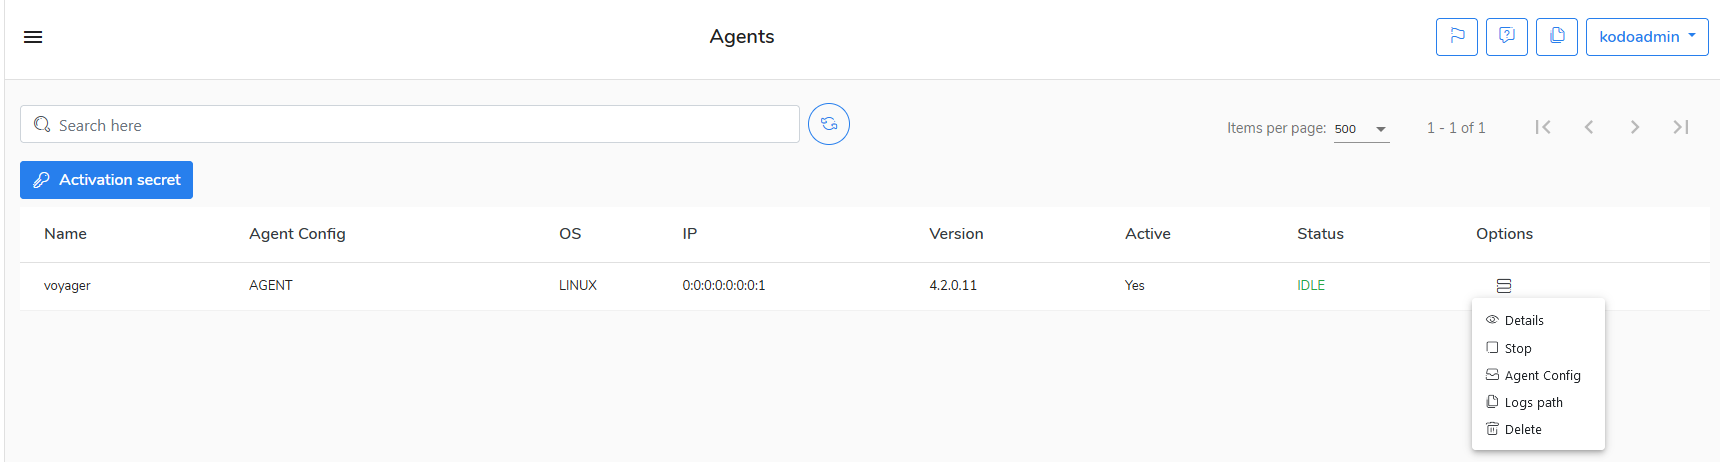 Agents
kodoadmin
Search here
Items per page: 500
1 - 1 of 1
Activation secret
Name Agent Config OS IP Version Active Status Options
voyager AGENT LINUX 0:0:0:0:0:0:0:1 4.2.0.11 Yes IDLE
Details
Stop
Agent Config
Logs path
Delete